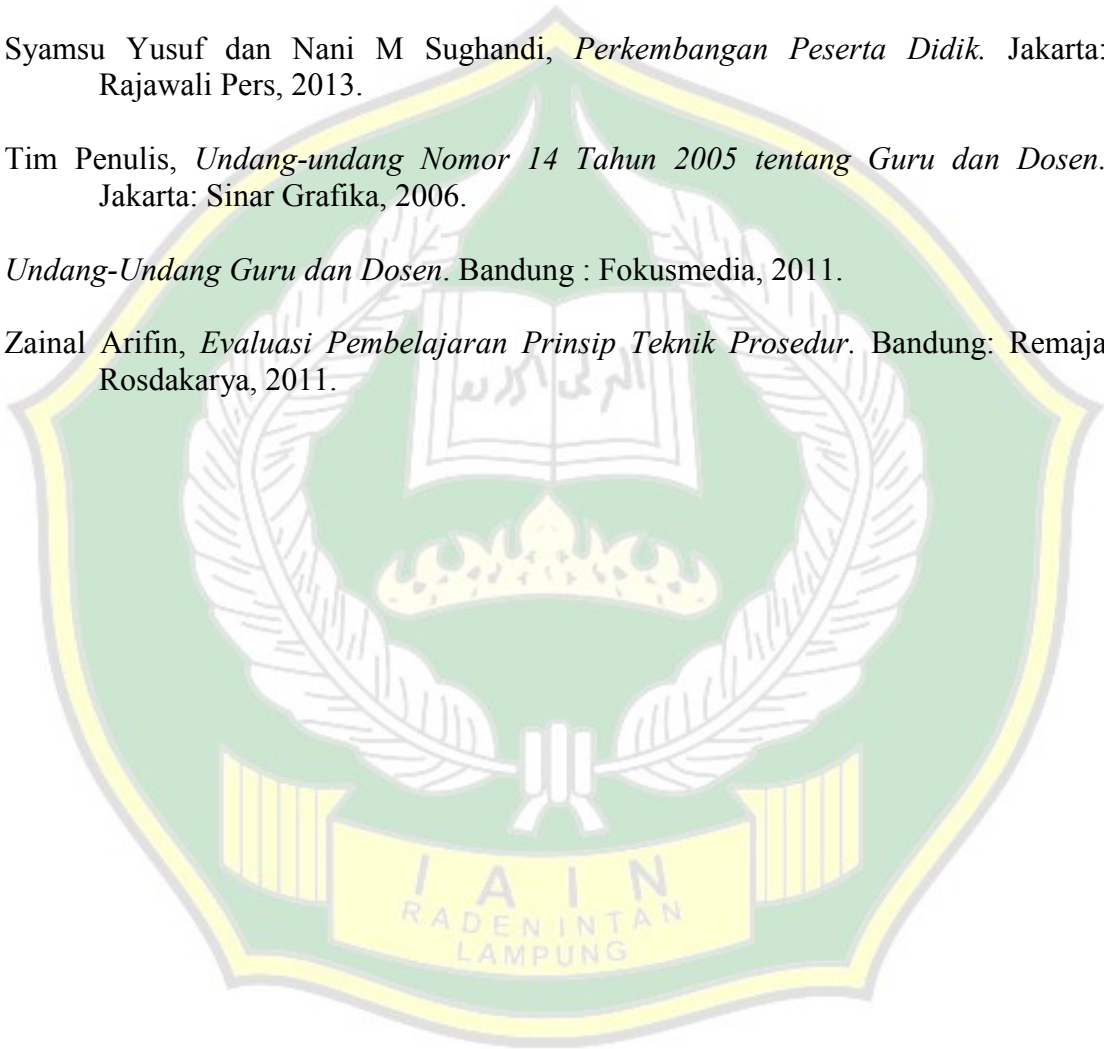 Syamsu Yusuf dan Nani M Sughandi, Perkembangan Peserta Didik. Jakarta:
Rajawali Pers, 2013.
Tim Penulis, Undang-undang Nomor 14 Tahun 2005 tentang Guru dan Dosen.
Jakarta: Sinar Grafika, 2006.
Undang-Undang Guru dan Dosen. Bandung : Fokusmedia, 2011.
Zainal Arifin, Evaluasi Pembelajaran Prinsip Teknik Prosedur. Bandung: Remaja
Rosdakarya, 2011.
IAIN
RADEN INTAN
LAMPUNG